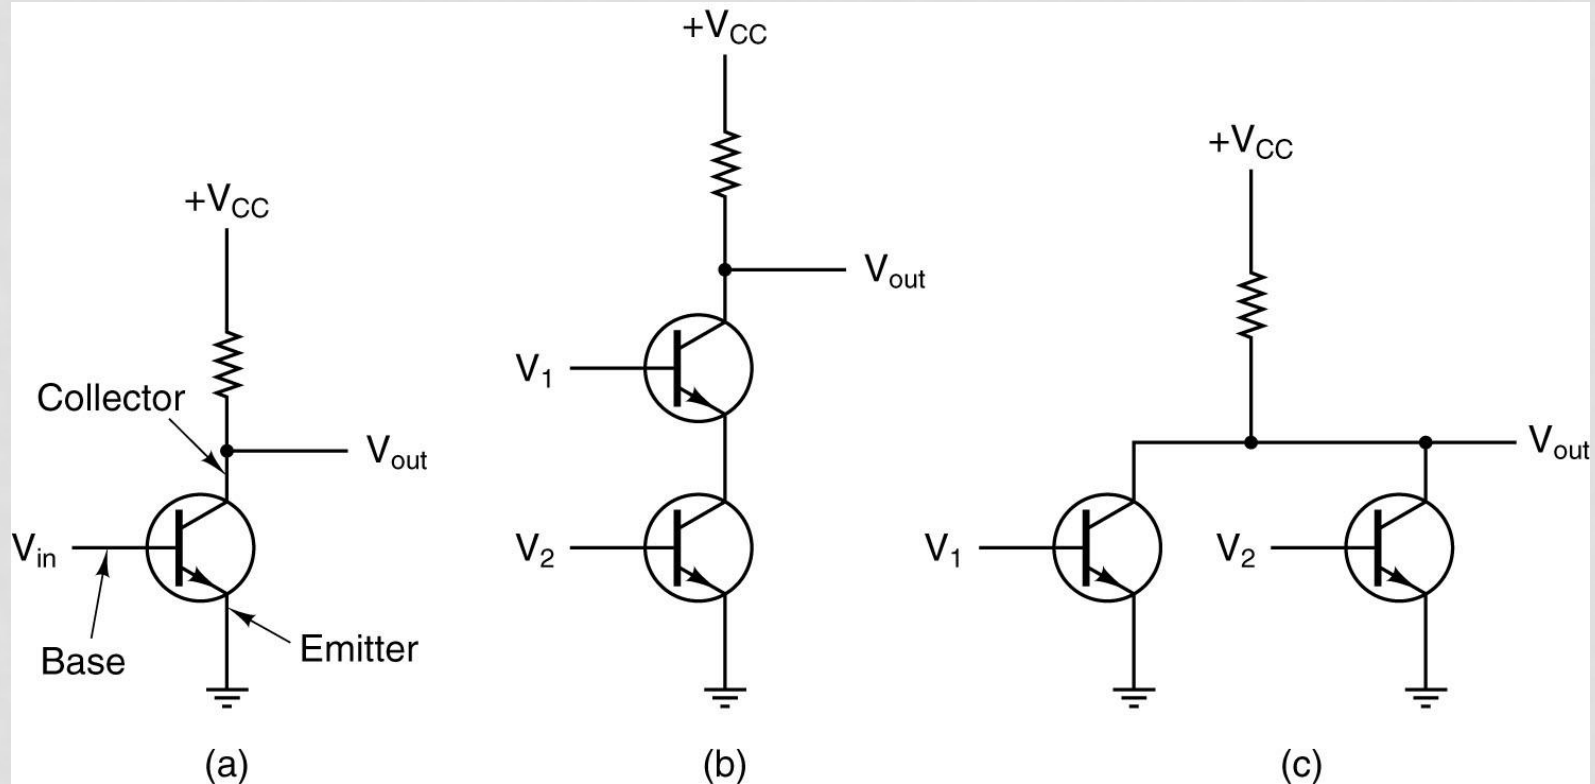 +VCC
Collector
Vout
Vin
Base
Emitter
(a)
+VCC
Vout
V1
V2
(b)
+VCC
Vout
V1
V2
(c)